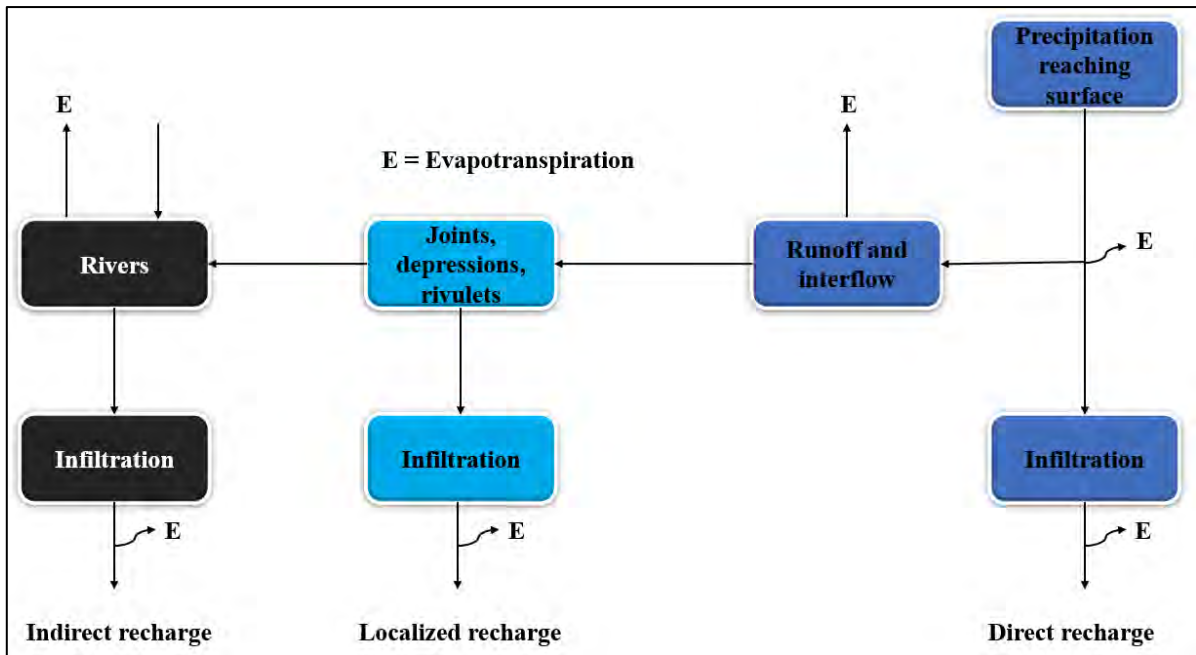 Precipitation
reaching
surface
E
E
E = Evapotranspiration
E
Rivers
Joints,
depressions,
rivulets
Runoff and
interflow
Infiltration
Infiltration
Infiltration
E
E
E
Indirect recharge
Localized recharge
Direct recharge